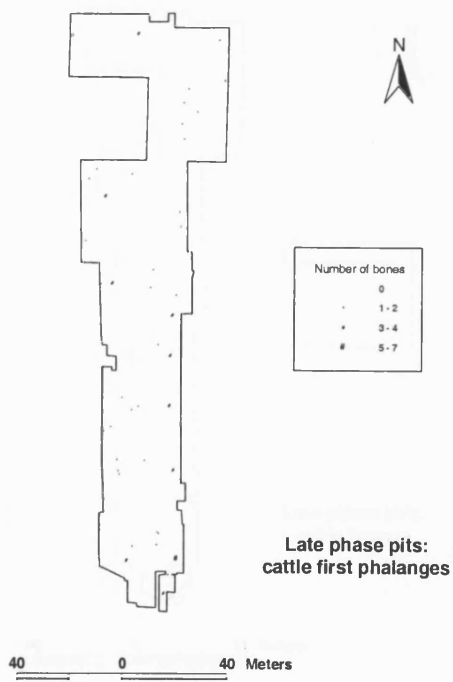 N
Number of bones
0
1 - 2
3 - 4
5 - 7
Late phase pits:
cattle first phalanges
40 0 40 Meters